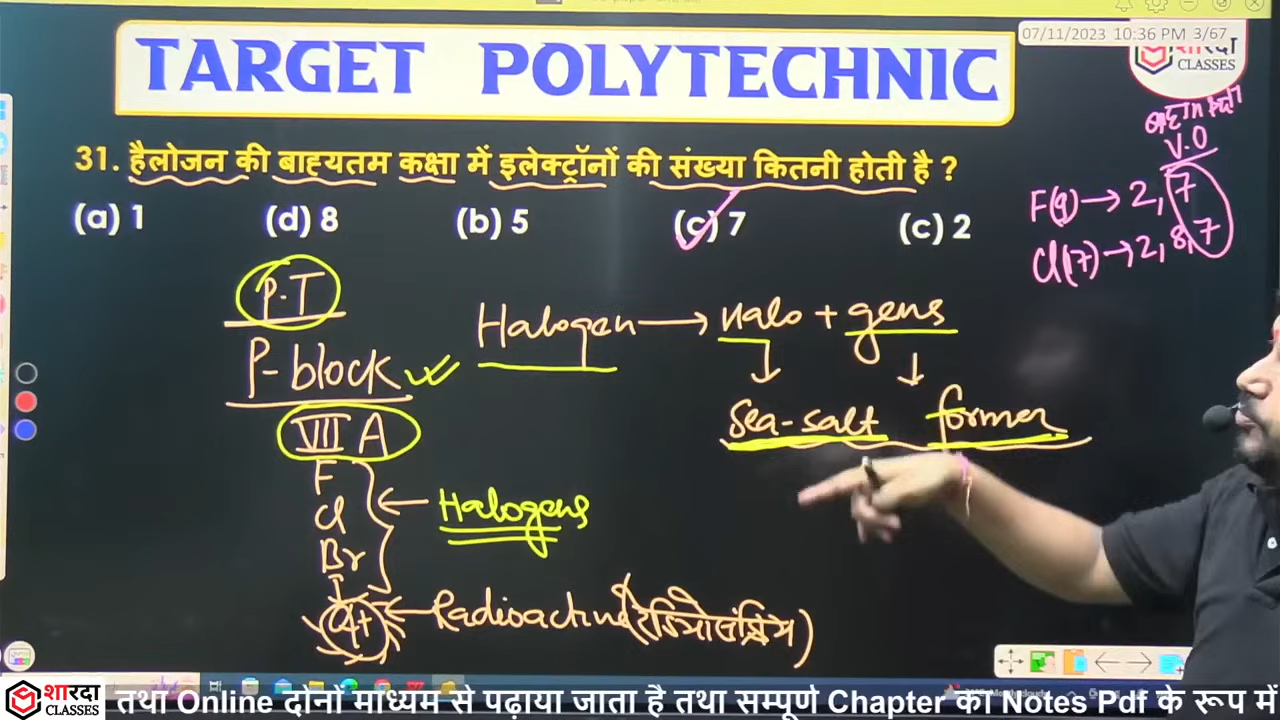 07/11/2023 10:36 PM 3/67
TARGET POLYTECHNIC
शारदा
CLASSES
31. हैलोजन की बाह्यतम कक्षा में इलेक्ट्रॉनों की संख्या कितनी होती है ?
(a) 1 (d) 8 (b) 5 (c) 7 (c) 2
V.O
F(9) → 2, 7
Cl(17) → 2, 8, 7
P.T
P-block
VII A
F
Cl
Br
I
At
Halogen → halo + gens
Sea-salt former
Halogens
Radioactive
शारदा
CLASSES
तथा Online दोनों माध्यम से पढ़ाया जाता है तथा सम्पूर्ण Chapter का Notes Pdf के रूप में